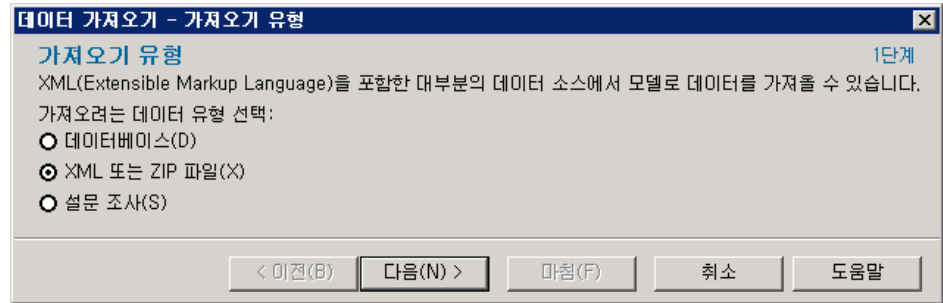 데이터 가져오기 - 가져오기 유형
가져오기 유형
1단계
XML(Extensible Markup Language)을 포함한 대부분의 데이터 소스에서 모델로 데이터를 가져올 수 있습니다.
가져오려는 데이터 유형 선택:
데이터베이스(D)
XML 또는 ZIP 파일(X)
설문 조사(S)
< 이전(B) 다음(N) > 마침(F) 취소 도움말